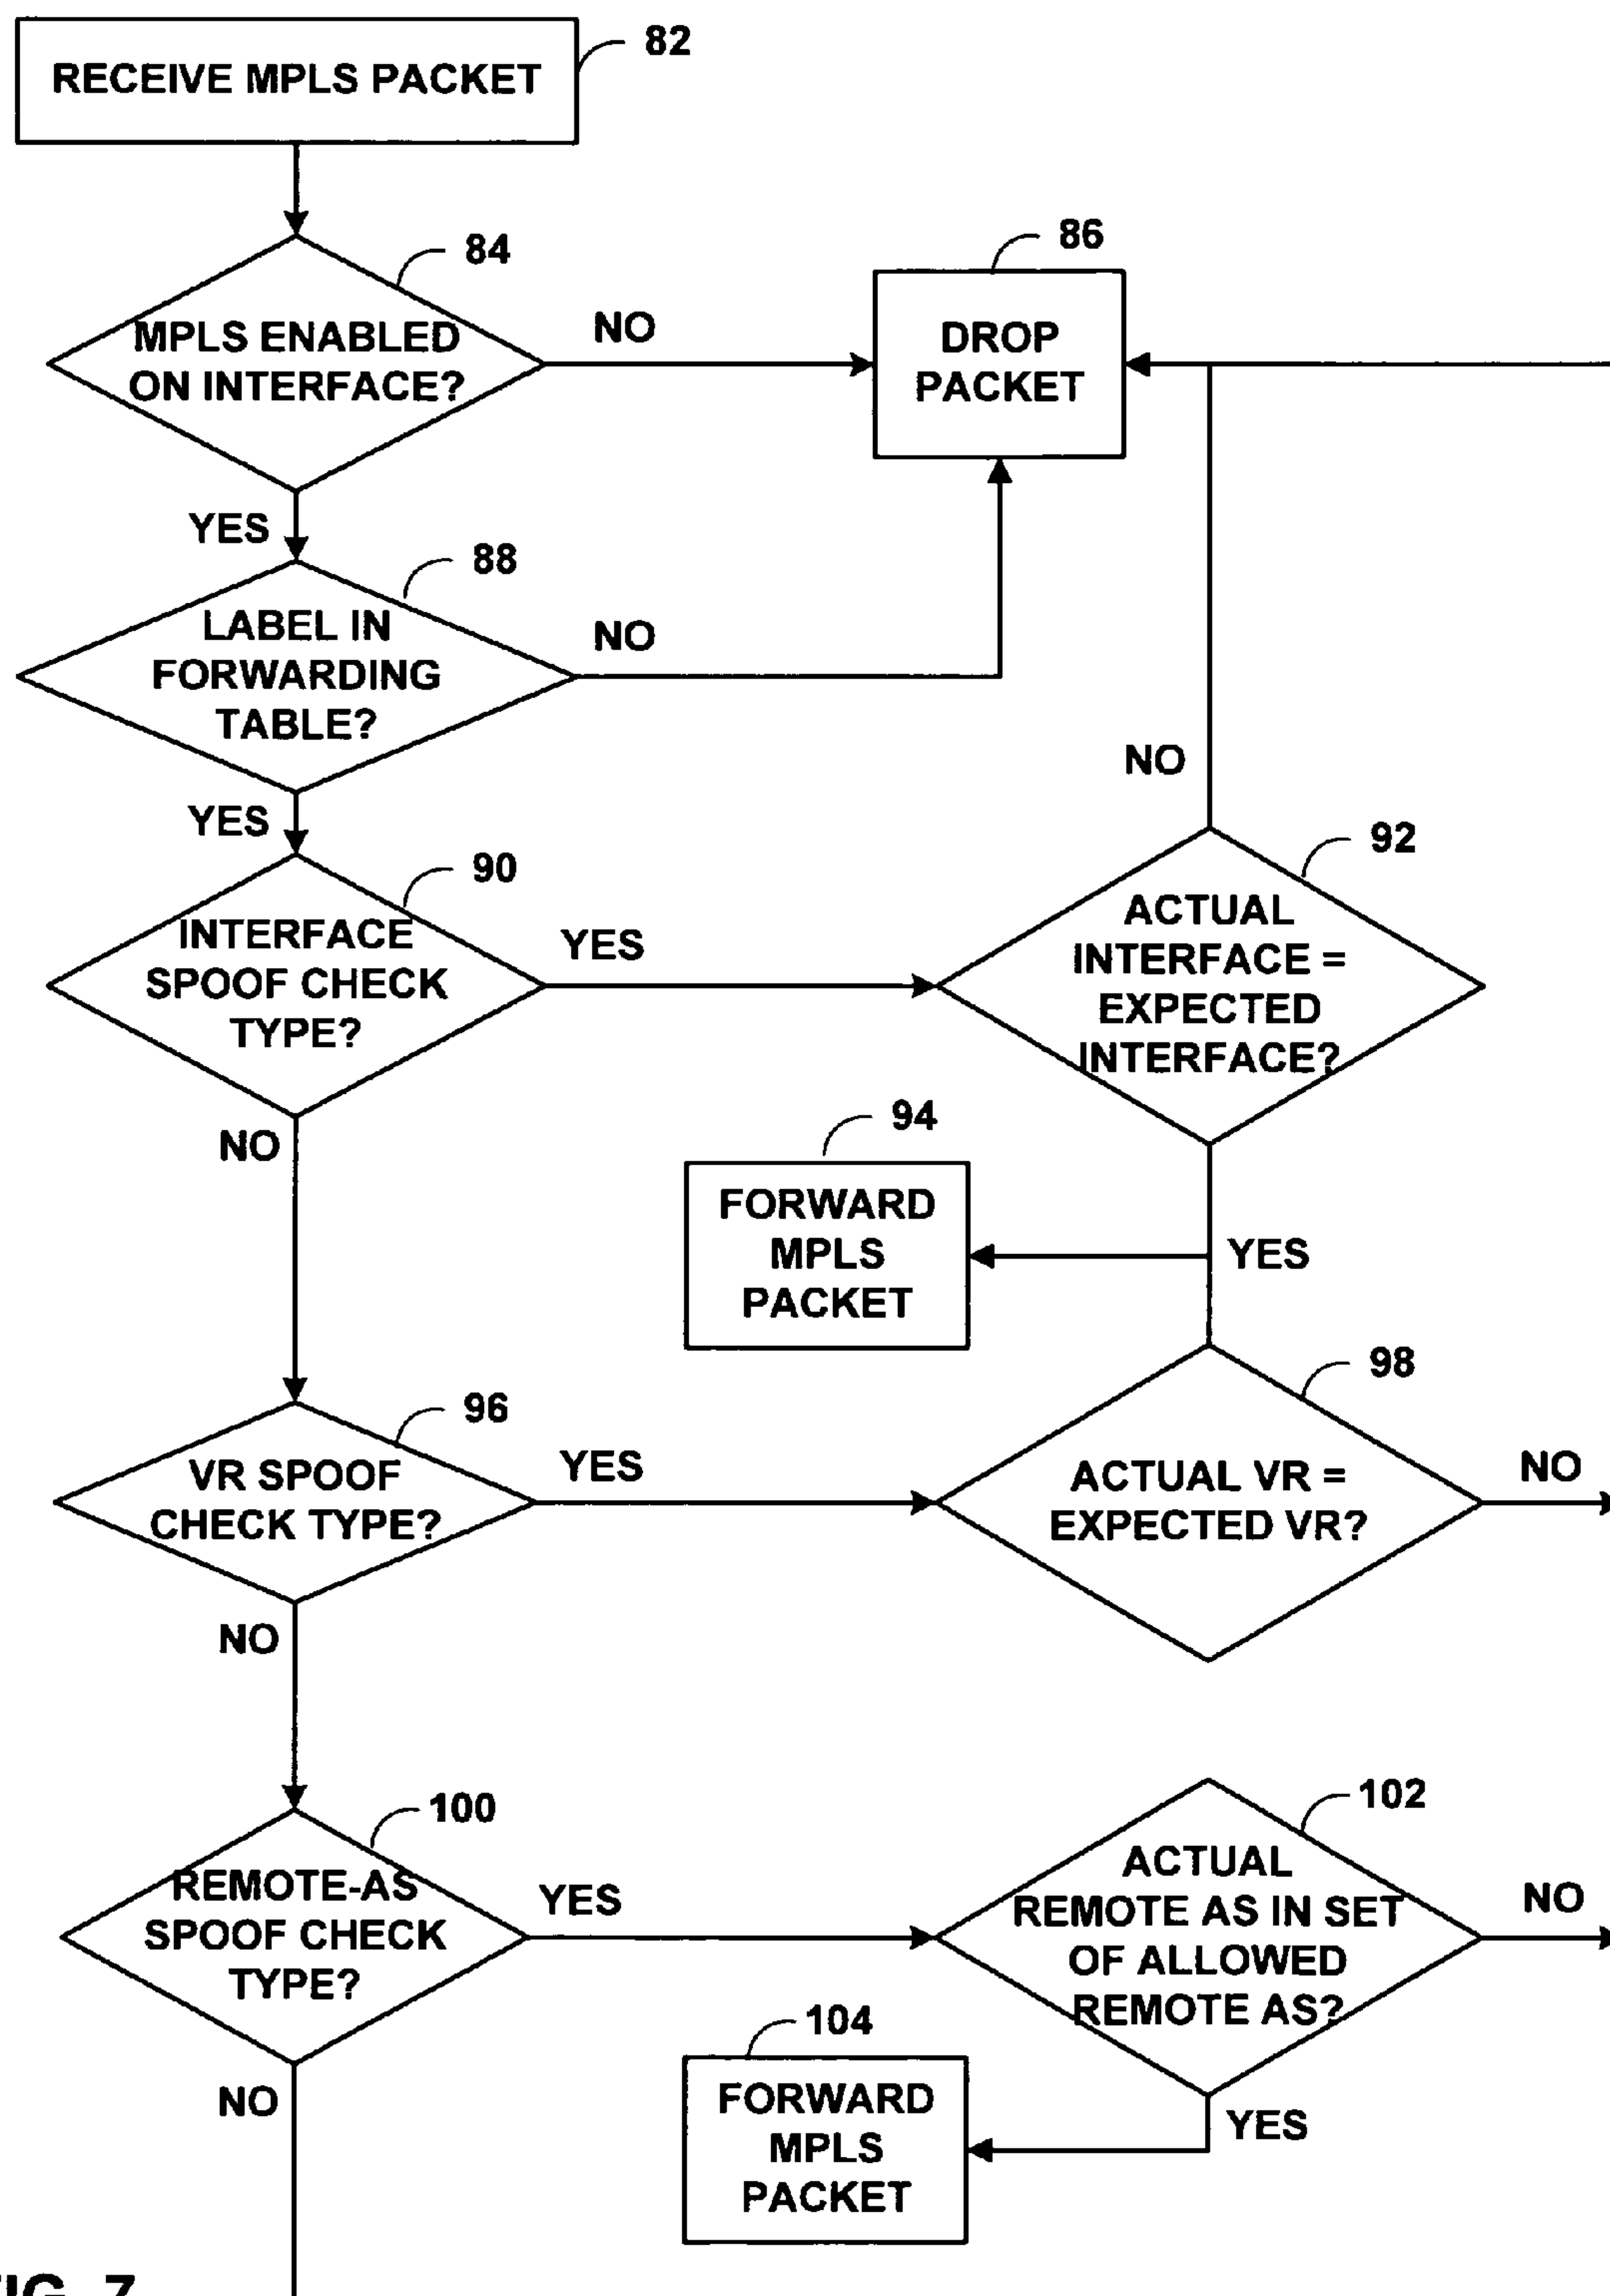 RECEIVE MPLS PACKET
82
84
MPLS ENABLED
ON INTERFACE?
NO
86
DROP
PACKET
YES
88
LABEL IN
FORWARDING
TABLE?
NO
YES
90
INTERFACE
SPOOF CHECK
TYPE?
YES
NO
92
ACTUAL
INTERFACE =
EXPECTED
INTERFACE?
NO
94
FORWARD
MPLS
PACKET
YES
96
VR SPOOF
CHECK TYPE?
YES
98
ACTUAL VR =
EXPECTED VR?
NO
NO
100
REMOTE-AS
SPOOF CHECK
TYPE?
YES
102
ACTUAL
REMOTE AS IN SET
OF ALLOWED
REMOTE AS?
NO
104
FORWARD
MPLS
PACKET
YES
NO